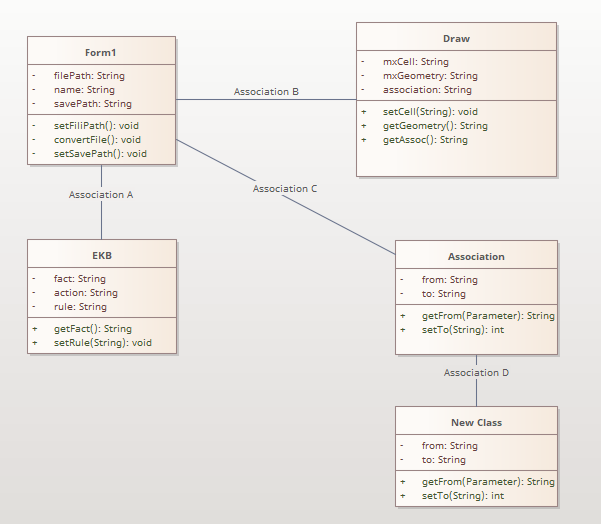 Form1
- filePath: String
- name: String
- savePath: String
- setFiliPath(): void
- convertFile(): void
- setSavePath(): void
Association B
Draw
- mxCell: String
- mxGeometry: String
- association: String
+ setCell(String): void
+ getGeometry(): String
+ getAssoc(): String
Association A
Association C
EKB
- fact: String
- action: String
- rule: String
+ getFact(): String
+ setRule(String): void
Association
- from: String
- to: String
+ getFrom(Parameter): String
+ setTo(String): int
Association D
New Class
- from: String
- to: String
+ getFrom(Parameter): String
+ setTo(String): int